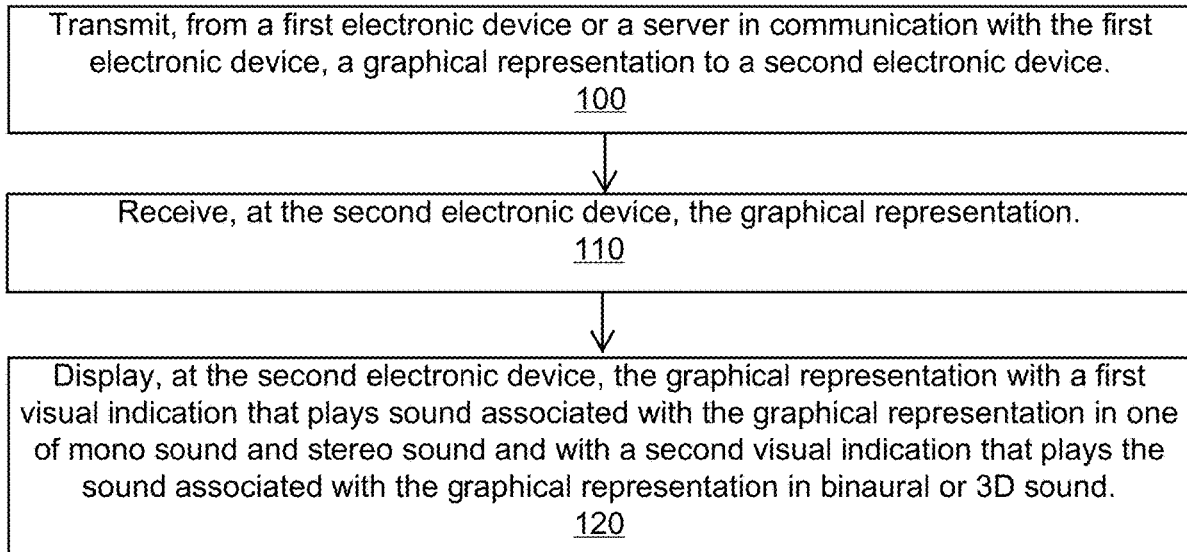 Transmit, from a first electronic device or a server in communication with the first
electronic device, a graphical representation to a second electronic device.
100
Receive, at the second electronic device, the graphical representation.
110
Display, at the second electronic device, the graphical representation with a first
visual indication that plays sound associated with the graphical representation in one
of mono sound and stereo sound and with a second visual indication that plays the
sound associated with the graphical representation in binaural or 3D sound.
120